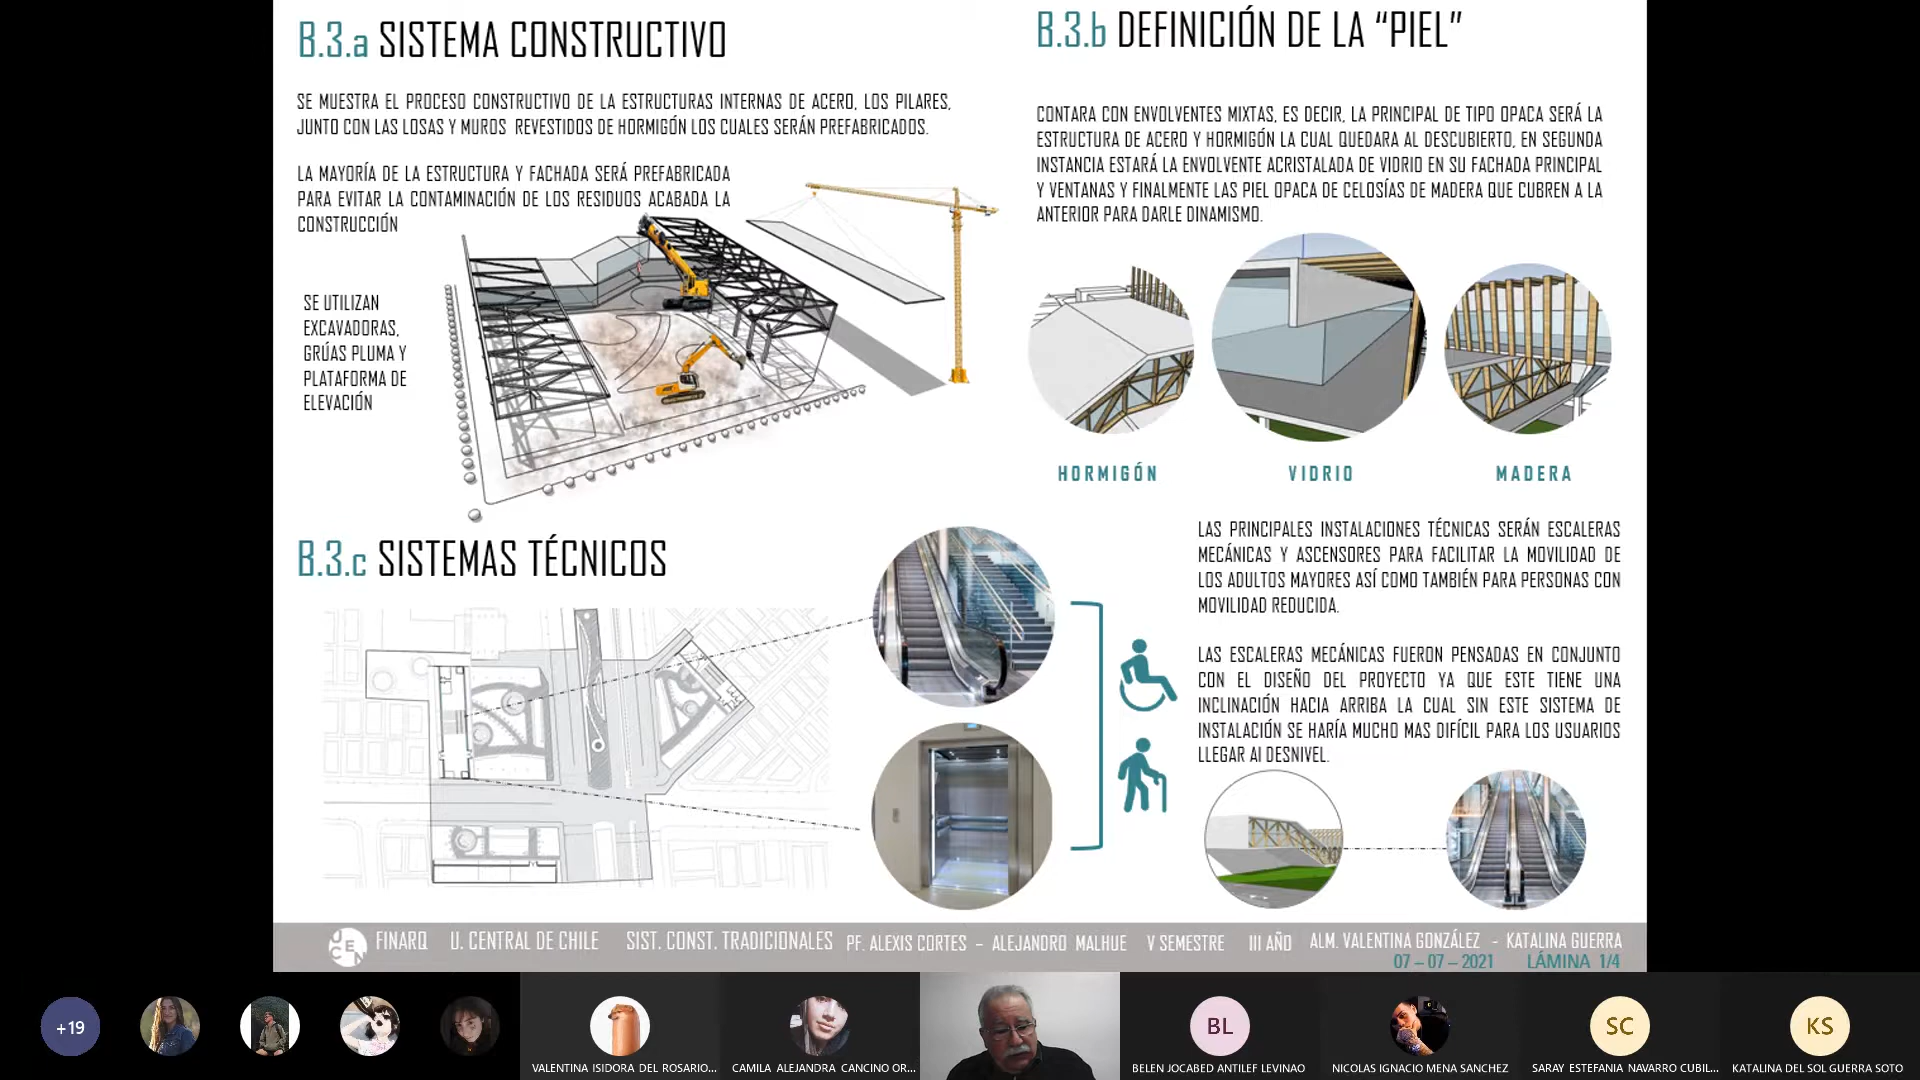 B.3.a SISTEMA CONSTRUCTIVO
SE MUESTRA EL PROCESO CONSTRUCTIVO DE LA ESTRUCTURAS INTERNAS DE ACERO, LOS PILARES,
JUNTO CON LAS LOSAS Y MUROS REVESTIDOS DE HORMIGÓN LOS CUALES SERÁN PREFABRICADOS.
LA MAYORÍA DE LA ESTRUCTURA Y FACHADA SERÁ PREFABRICADA
PARA EVITAR LA CONTAMINACIÓN DE LOS RESIDUOS ACABADA LA
CONSTRUCCIÓN
SE UTILIZAN
EXCAVADORAS,
GRÚAS PLUMA Y
PLATAFORMA DE
ELEVACIÓN
B.3.b DEFINICIÓN DE LA “PIEL”
CONTARA CON ENVOLVENTES MIXTAS, ES DECIR, LA PRINCIPAL DE TIPO OPACA SERÁ LA
ESTRUCTURA DE ACERO Y HORMIGÓN LA CUAL QUEDARA AL DESCUBIERTO, EN SEGUNDA
INSTANCIA ESTARÁ LA ENVOLVENTE ACRISTALADA DE VIDRIO EN SU FACHADA PRINCIPAL
Y VENTANAS Y FINALMENTE LAS PIEL OPACA DE CELOSÍAS DE MADERA QUE CUBREN A LA
ANTERIOR PARA DARLE DINAMISMO.
HORMIGÓN
VIDRIO
MADERA
B.3.c SISTEMAS TÉCNICOS
LAS PRINCIPALES INSTALACIONES TÉCNICAS SERÁN ESCALERAS
MECÁNICAS Y ASCENSORES PARA FACILITAR LA MOVILIDAD DE
LOS ADULTOS MAYORES ASÍ COMO TAMBIÉN PARA PERSONAS CON
MOVILIDAD REDUCIDA.
LAS ESCALERAS MECÁNICAS FUERON PENSADAS EN CONJUNTO
CON EL DISEÑO DEL PROYECTO YA QUE ESTE TIENE UNA
INCLINACIÓN HACIA ARRIBA LA CUAL SIN ESTE SISTEMA DE
INSTALACIÓN SE HARÍA MUCHO MAS DIFÍCIL PARA LOS USUARIOS
LLEGAR Al DESNIVEL.
UCEN FINARQ U. CENTRAL DE CHILE SIST. CONST. TRADICIONALES PF. ALEXIS CORTES – ALEJANDRO MALHUE V SEMESTRE III AÑO ALM. VALENTINA GONZÁLEZ - KATALINA GUERRA
07 – 07 – 2021 LÁMINA 1/4
+19
BL
SC
KS
VALENTINA ISIDORA DEL ROSARIO...
CAMILA ALEJANDRA CANCINO OR...
BELEN JOCABED ANTILEF LEVINAO
NICOLAS IGNACIO MENA SANCHEZ
SARAY ESTEFANIA NAVARRO CUBIL...
KATALINA DEL SOL GUERRA SOTO